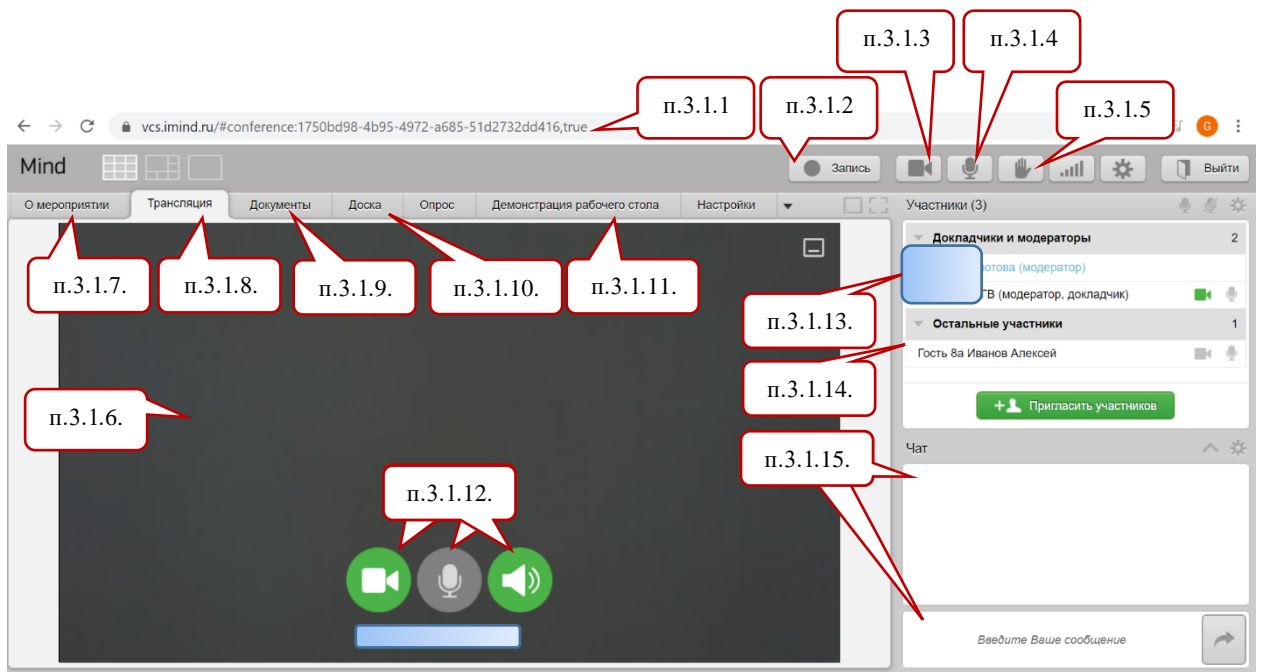 п.3.1.3
п.3.1.4
п.3.1.1
п.3.1.2
п.3.1.5
vcs.imind.ru/#conference:1750bd98-4b95-4972-a685-51d2732dd416,true
G
Mind
Запись
Выйти
О мероприятии
Трансляция
Документы
Доска
Опрос
Демонстрация рабочего стола
Настройки
Участники (3)
Докладчики и модераторы
2
(модератор)
ГВ (модератор, докладчик)
Остальные участники
1
Гость 8а Иванов Алексей
Пригласить участников
п.3.1.7.
п.3.1.8.
п.3.1.9.
п.3.1.10.
п.3.1.11.
п.3.1.13.
п.3.1.14.
п.3.1.6.
Чат
п.3.1.15.
п.3.1.12.
Введите Ваше сообщение